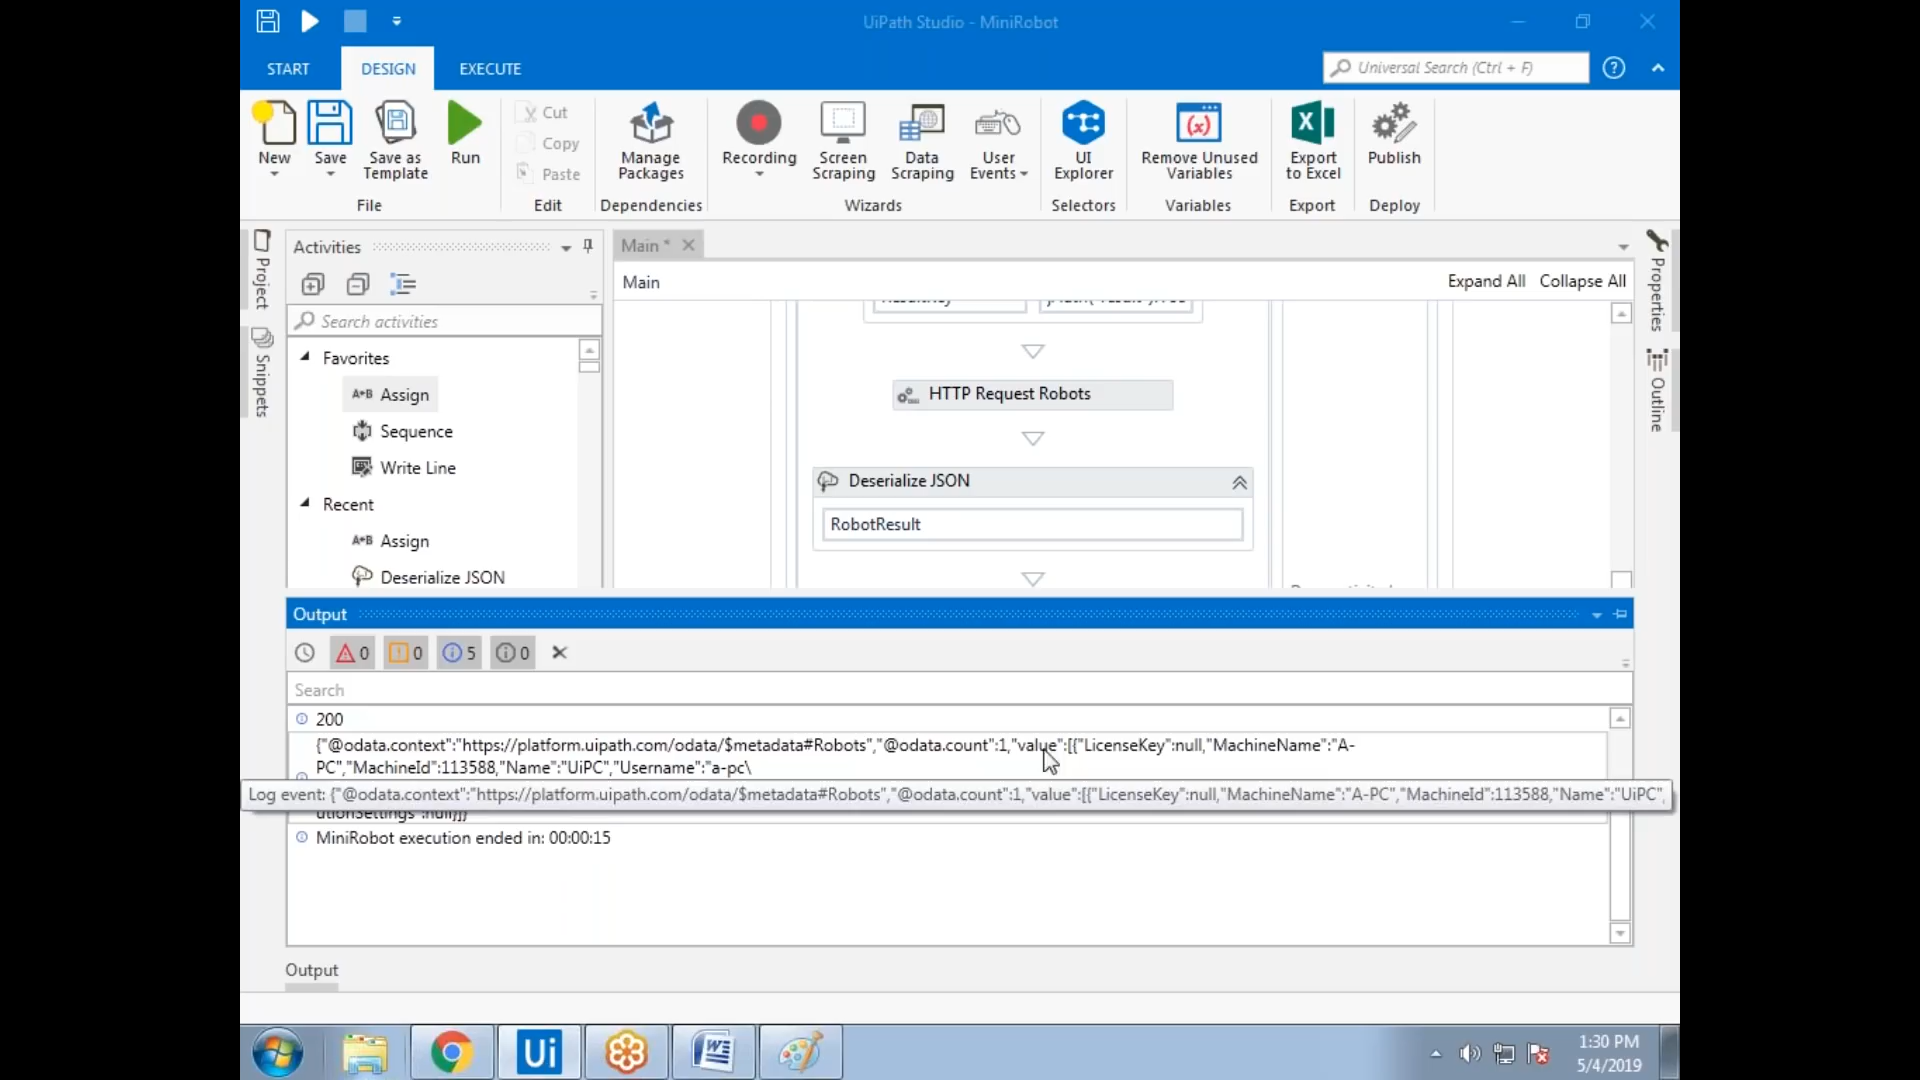 UiPath Studio - MiniRobot
START
DESIGN
EXECUTE
Universal Search (Ctrl + F)
New
Save
Save as Template
Run
Cut
Copy
Paste
Manage Packages
Recording
Screen Scraping
Data Scraping
User Events
UI Explorer
Remove Unused Variables
Export to Excel
Publish
File
Edit
Dependencies
Wizards
Selectors
Variables
Export
Deploy
Project
Snippets
Activities
Search activities
Favorites
Assign
Sequence
Write Line
Recent
Assign
Deserialize JSON
Main *
Main
Expand All
Collapse All
HTTP Request Robots
Deserialize JSON
RobotResult
Properties
Outline
Output
0
0
5
0
Search
200
{"@odata.context":"https://platform.uipath.com/odata/$metadata#Robots","@odata.count":1,"value":[{"LicenseKey":null,"MachineName":"A-
PC","MachineId":113588,"Name":"UiPC","Username":"a-pc\
Log event: {"@odata.context":"https://platform.uipath.com/odata/$metadata#Robots","@odata.count":1,"value":[{"LicenseKey":null,"MachineName":"A-PC","MachineId":113588,"Name":"UiPC",
MiniRobot execution ended in: 00:00:15
Output
Ui
1:30 PM
5/4/2019